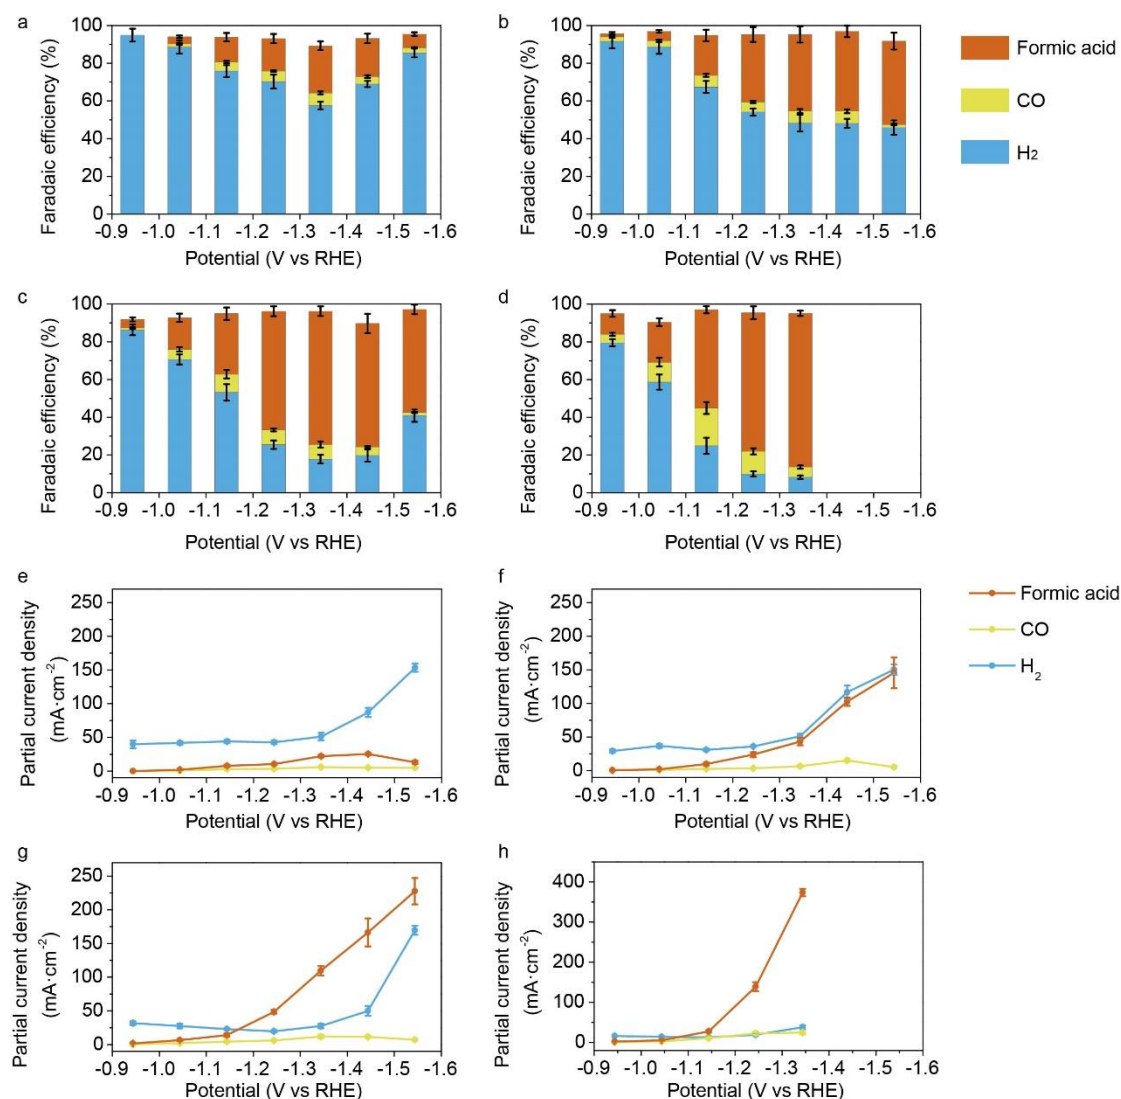 a
Faradaic efficiency (%)
100
80
60
40
20
0
-0.9 -1.0 -1.1 -1.2 -1.3 -1.4 -1.5 -1.6
Potential (V vs RHE)
b
Faradaic efficiency (%)
100
80
60
40
20
0
-0.9 -1.0 -1.1 -1.2 -1.3 -1.4 -1.5 -1.6
Potential (V vs RHE)
Formic acid
CO
H2
c
Faradaic efficiency (%)
100
80
60
40
20
0
-0.9 -1.0 -1.1 -1.2 -1.3 -1.4 -1.5 -1.6
Potential (V vs RHE)
d
Faradaic efficiency (%)
100
80
60
40
20
0
-0.9 -1.0 -1.1 -1.2 -1.3 -1.4 -1.5 -1.6
Potential (V vs RHE)
e
Partial current density
(mA·cm⁻²)
250
200
150
100
50
0
-0.9 -1.0 -1.1 -1.2 -1.3 -1.4 -1.5 -1.6
Potential (V vs RHE)
f
Partial current density
(mA·cm⁻²)
250
200
150
100
50
0
-0.9 -1.0 -1.1 -1.2 -1.3 -1.4 -1.5 -1.6
Potential (V vs RHE)
Formic acid
CO
H₂
g
Partial current density
(mA·cm⁻²)
250
200
150
100
50
0
-0.9 -1.0 -1.1 -1.2 -1.3 -1.4 -1.5 -1.6
Potential (V vs RHE)
h
Partial current density
(mA·cm⁻²)
400
300
200
100
0
-0.9 -1.0 -1.1 -1.2 -1.3 -1.4 -1.5 -1.6
Potential (V vs RHE)